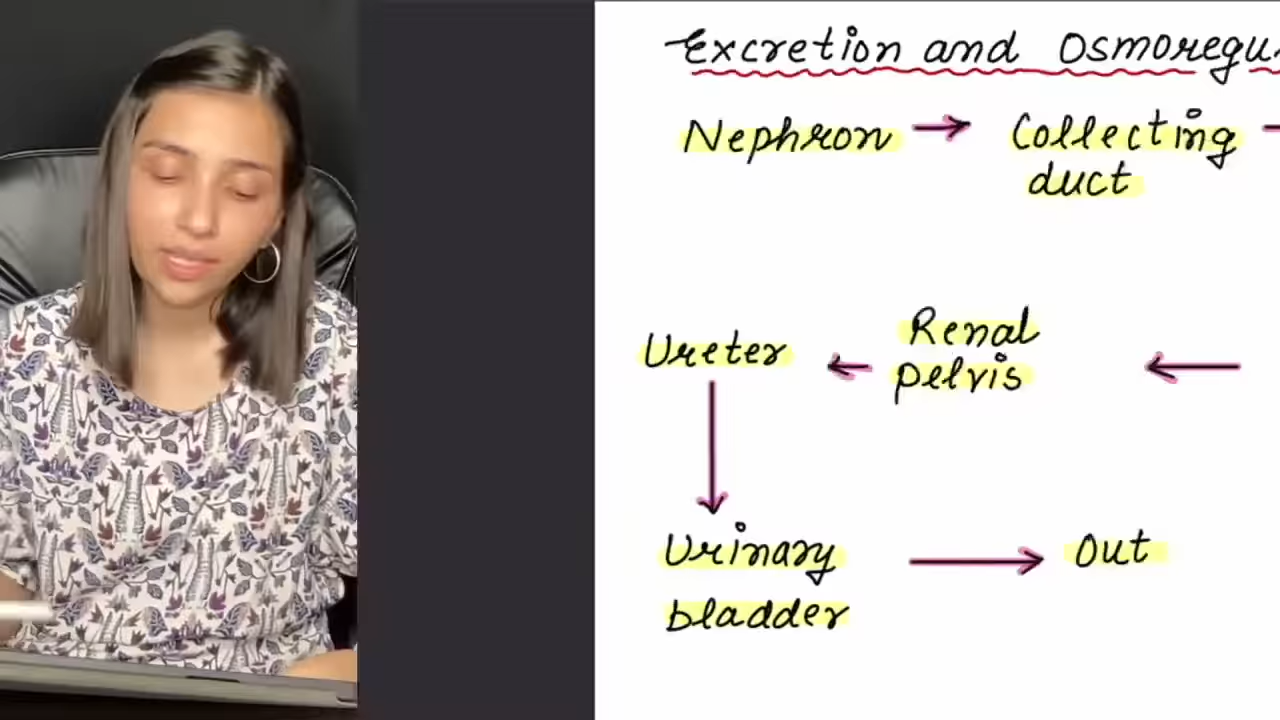 Excretion and Osmoregu
Nephron → Collecting →
duct
Renal
Ureter ← pelvis ←
Urinary → Out
bladder